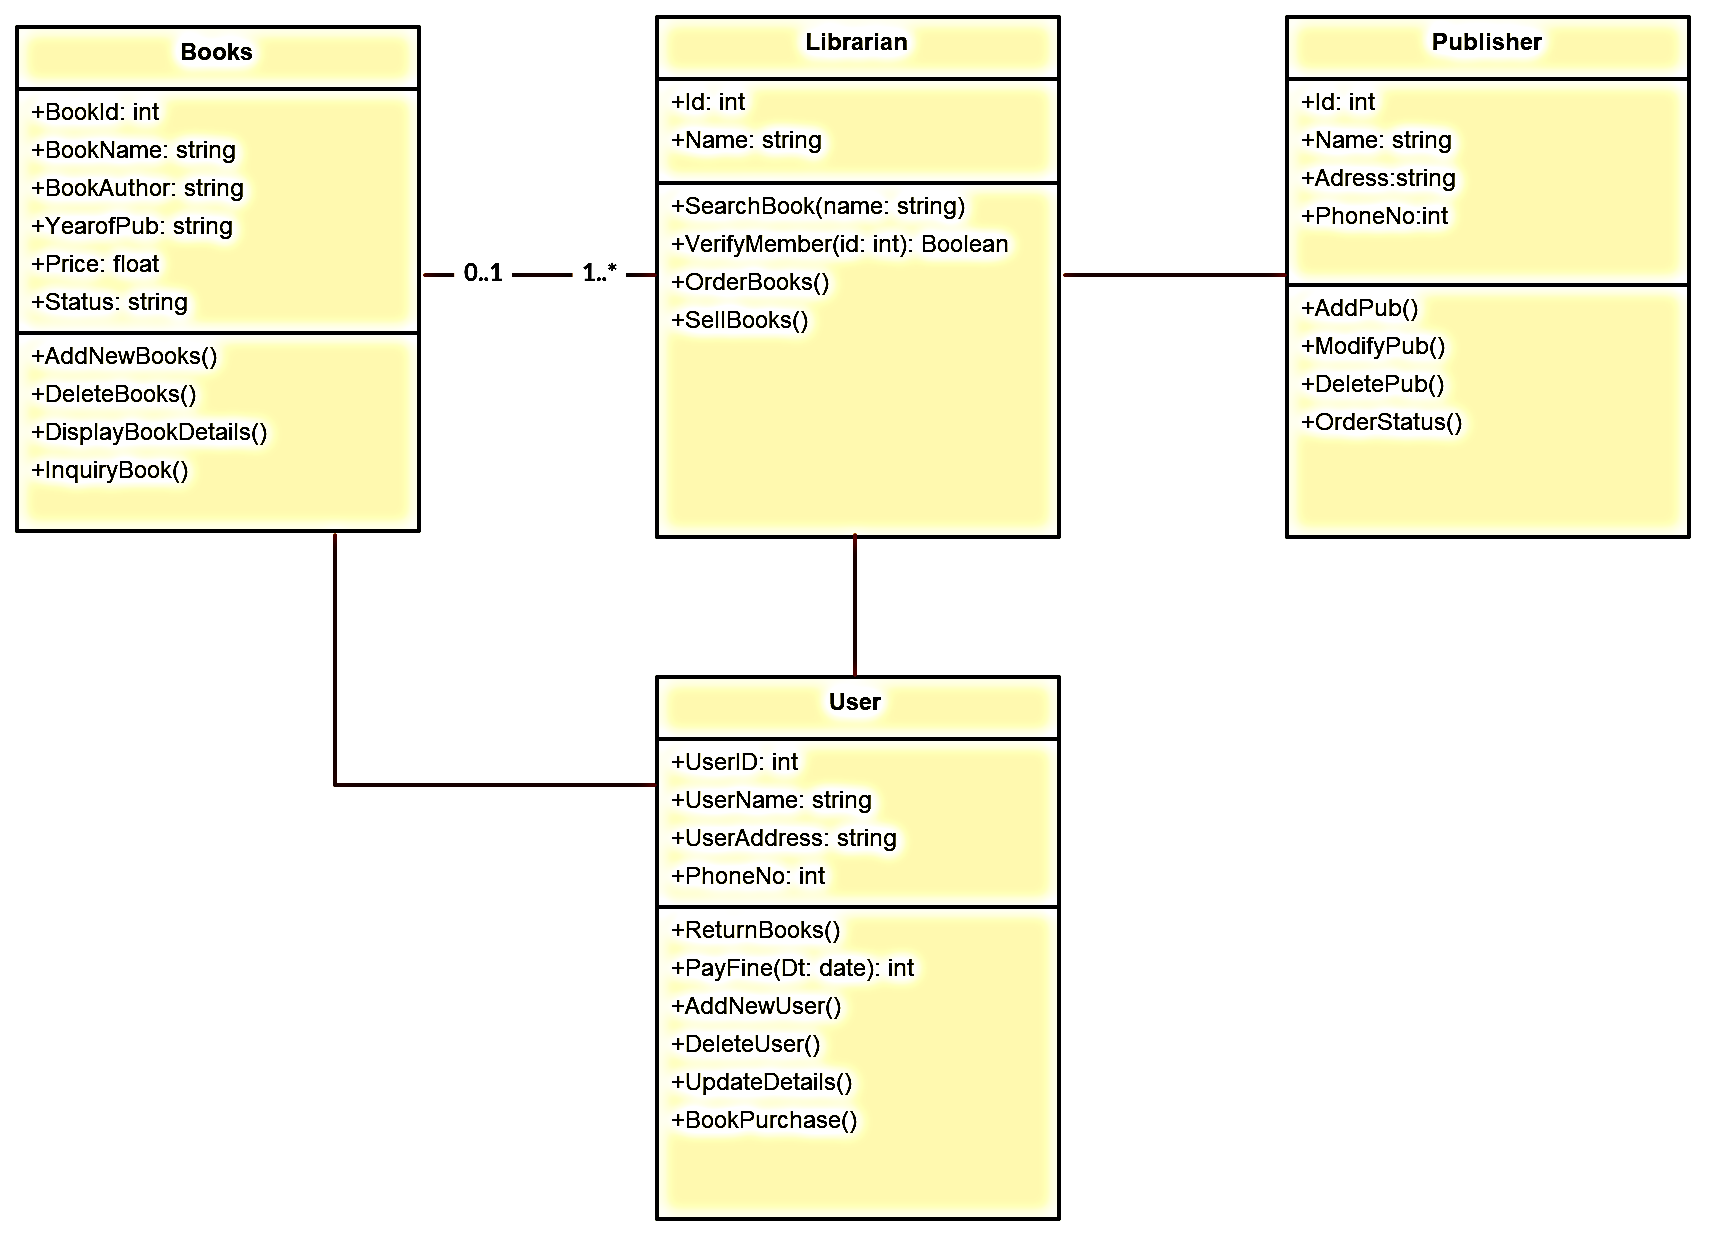 Books
+BookId: int
+BookName: string
+BookAuthor: string
+YearofPub: string
+Price: float
+Status: string
+AddNewBooks()
+DeleteBooks()
+DisplayBookDetails()
+InquiryBook()
0..1
1..*
Librarian
+Id: int
+Name: string
+SearchBook(name: string)
+VerifyMember(id: int): Boolean
+OrderBooks()
+SellBooks()
Publisher
+Id: int
+Name: string
+Adress:string
+PhoneNo:int
+AddPub()
+ModifyPub()
+DeletePub()
+OrderStatus()
User
+UserID: int
+UserName: string
+UserAddress: string
+PhoneNo: int
+ReturnBooks()
+PayFine(Dt: date): int
+AddNewUser()
+DeleteUser()
+UpdateDetails()
+BookPurchase()